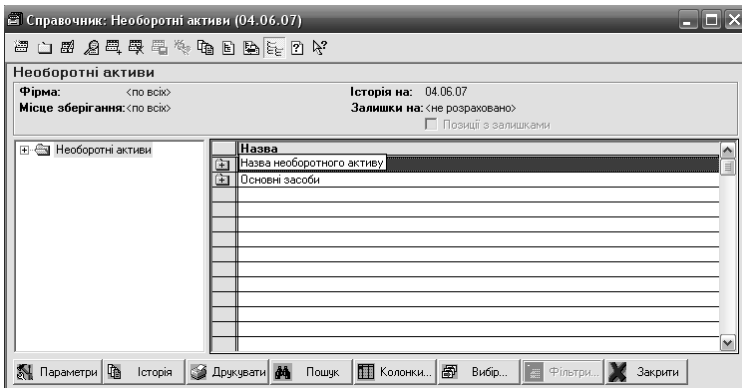 Справочник: Необоротні активи (04.06.07)
Необоротні активи
Фірма: <по всіх> Історія на: 04.06.07
Місце зберігання: <по всіх> Залишки на: <не розраховано>
Позиції з залишками
Необоротні активи
Назва
Назва необоротного активу
Основні засоби
Параметри Історія Друкувати Пошук Колонки... Вибір... Фільтри... Закрити